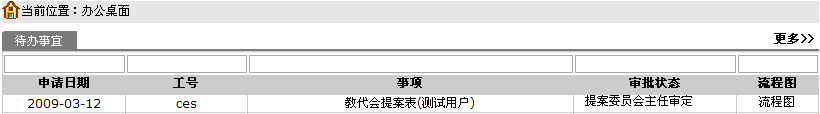 当前位置：办公桌面
待办事宜 更多>>
申请日期 工号 事项 审批状态 流程图
2009-03-12 ces 教代会提案表(测试用户) 提案委员会主任审定 流程图